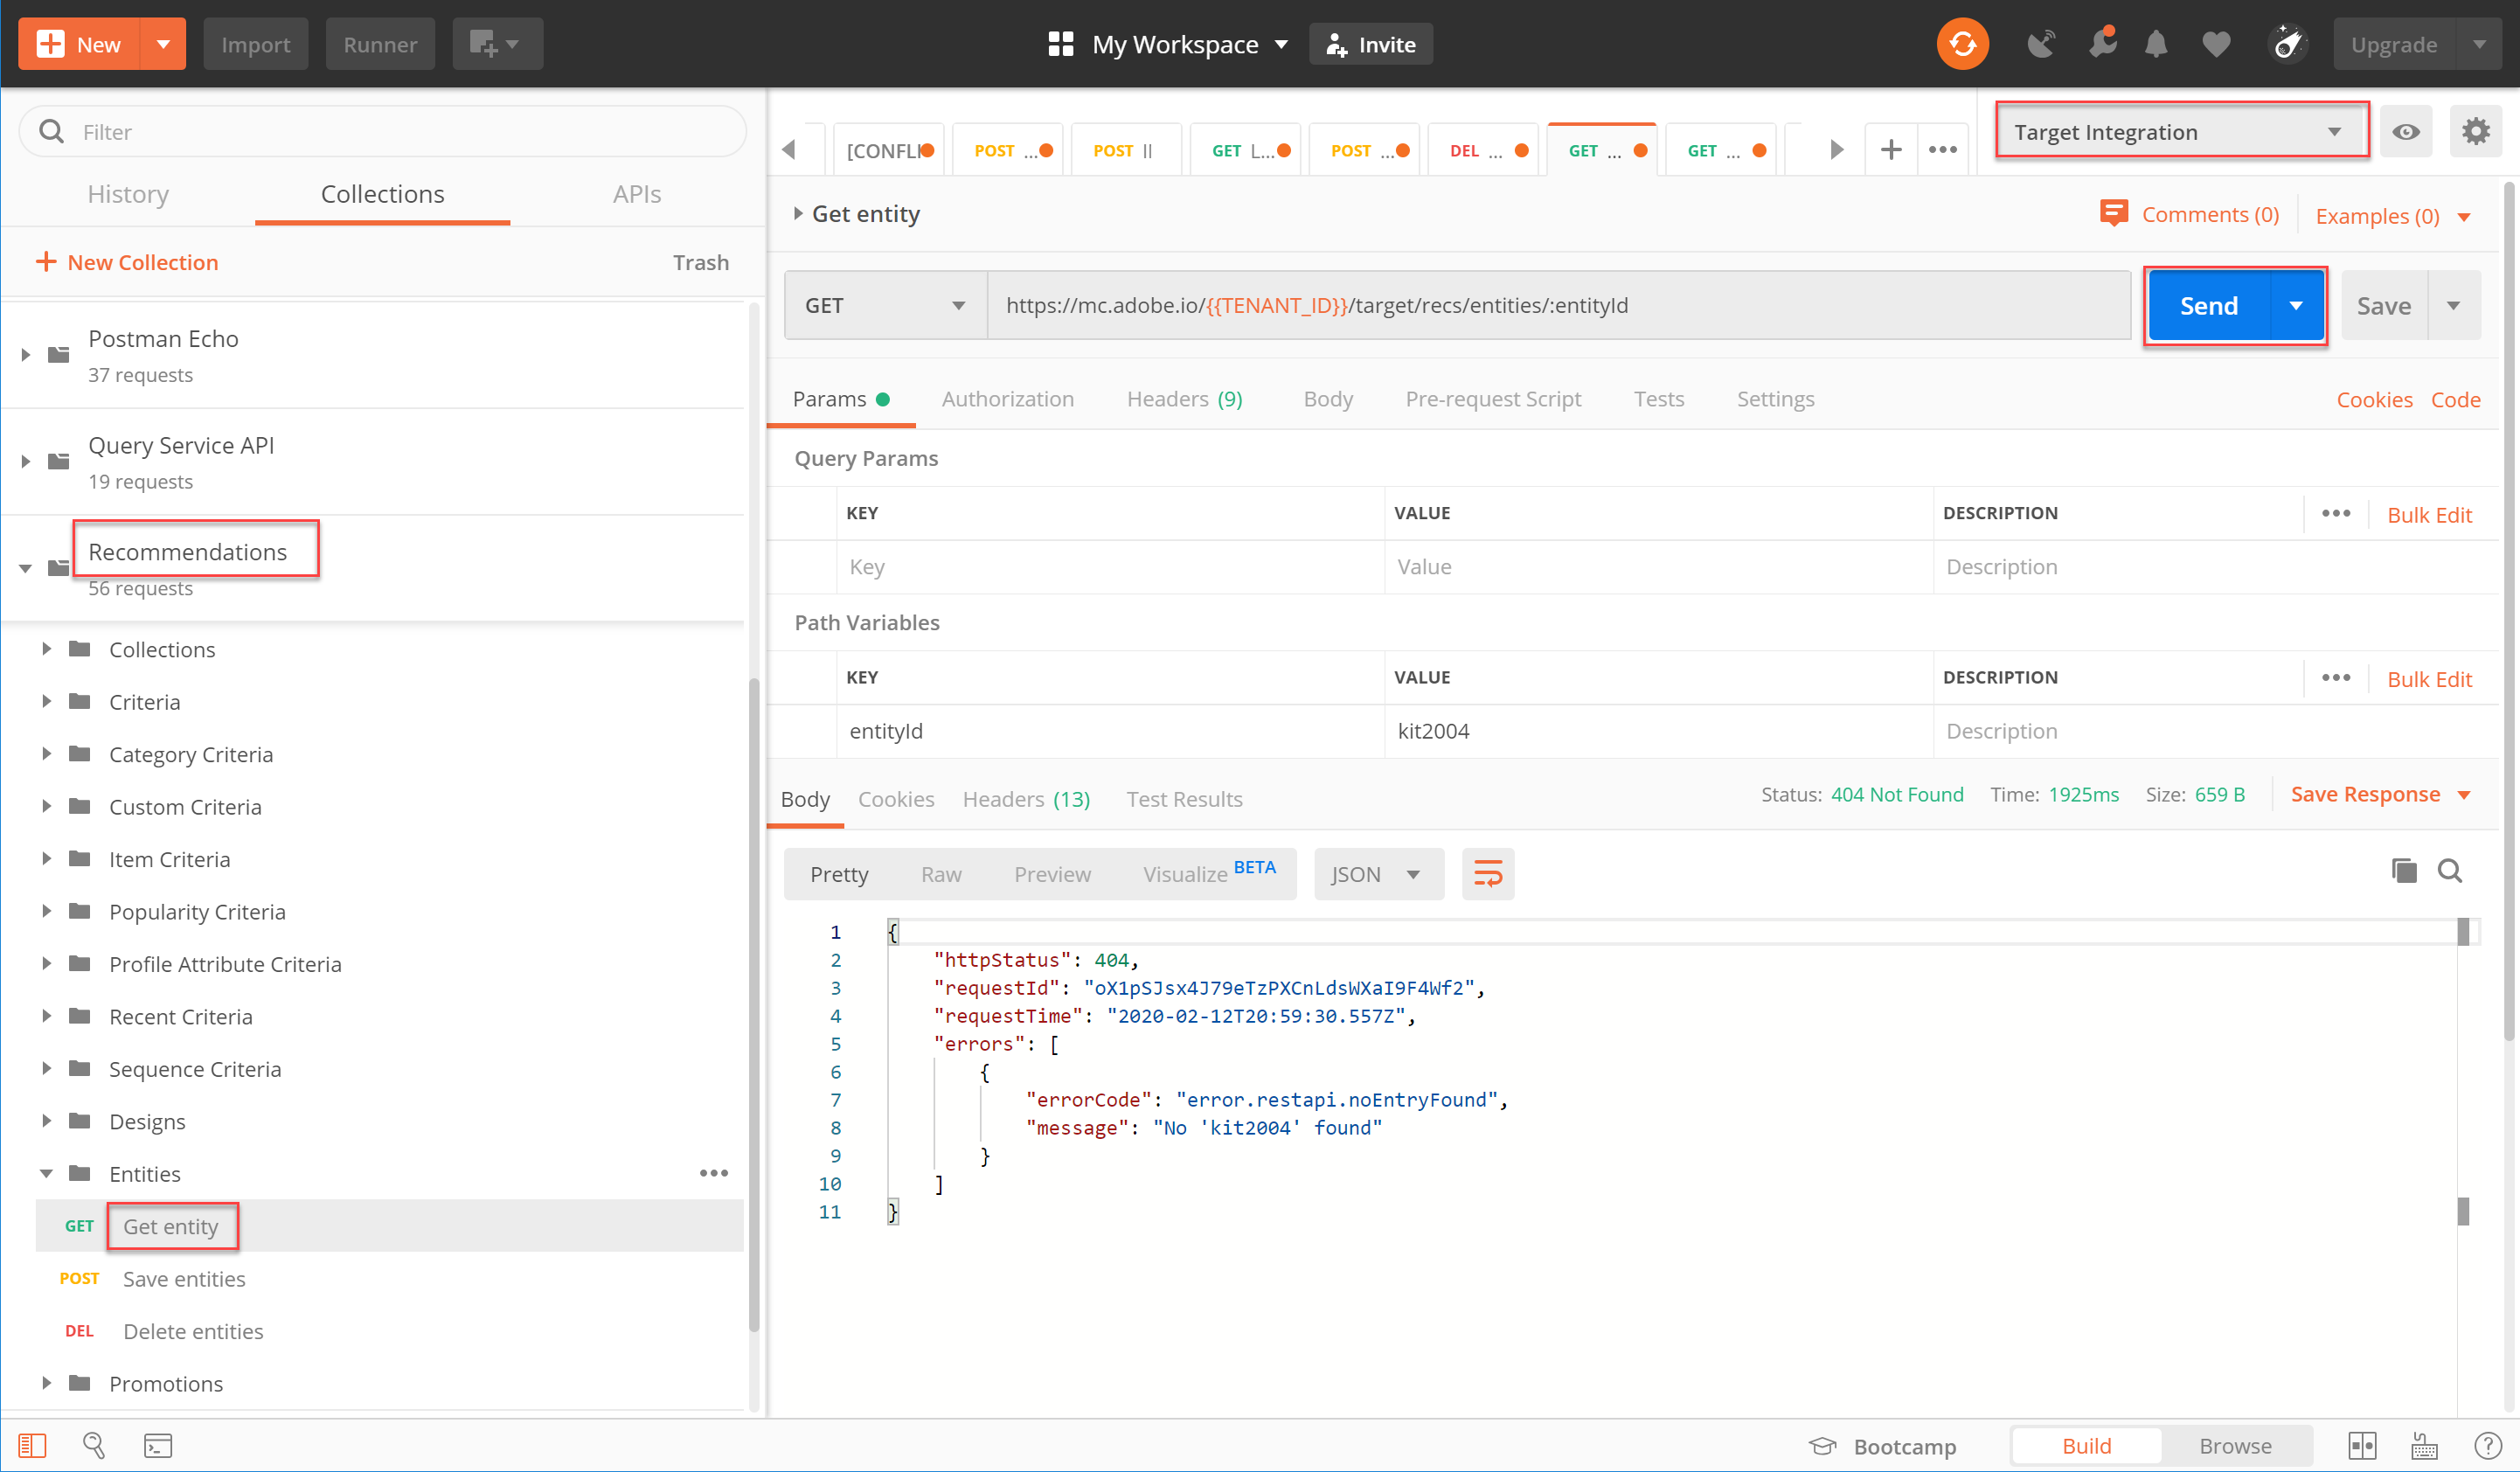 New
Import
Runner
My Workspace
Invite
Upgrade
Filter
History
Collections
APIs
New Collection
Trash
Postman Echo
37 requests
Query Service API
19 requests
Recommendations
56 requests
Collections
Criteria
Category Criteria
Custom Criteria
Item Criteria
Popularity Criteria
Profile Attribute Criteria
Recent Criteria
Sequence Criteria
Designs
Entities
GET Get entity
POST Save entities
DEL Delete entities
Promotions
[CONFLI
POST ...
POST ||
GET L...
POST ...
DEL ...
GET ...
GET ...
Target Integration
Get entity
Comments (0)
Examples (0)
GET
https://mc.adobe.io/{{TENANT_ID}}/target/recs/entities/:entityId
Send
Save
Params
Authorization
Headers (9)
Body
Pre-request Script
Tests
Settings
Cookies
Code
Query Params
KEY VALUE DESCRIPTION Bulk Edit
Key Value Description
Path Variables
KEY VALUE DESCRIPTION Bulk Edit
entityId kit2004 Description
Body
Cookies
Headers (13)
Test Results
Status: 404 Not Found
Time: 1925ms
Size: 659 B
Save Response
Pretty
Raw
Preview
Visualize BETA
JSON
1 {
2 "httpStatus": 404,
3 "requestId": "oX1pSJsx4J79eTzPXCnLdsWXaI9F4Wf2",
4 "requestTime": "2020-02-12T20:59:30.557Z",
5 "errors": [
6 {
7 "errorCode": "error.restapi.noEntryFound",
8 "message": "No 'kit2004' found"
9 }
10 ]
11 }
Bootcamp
Build
Browse